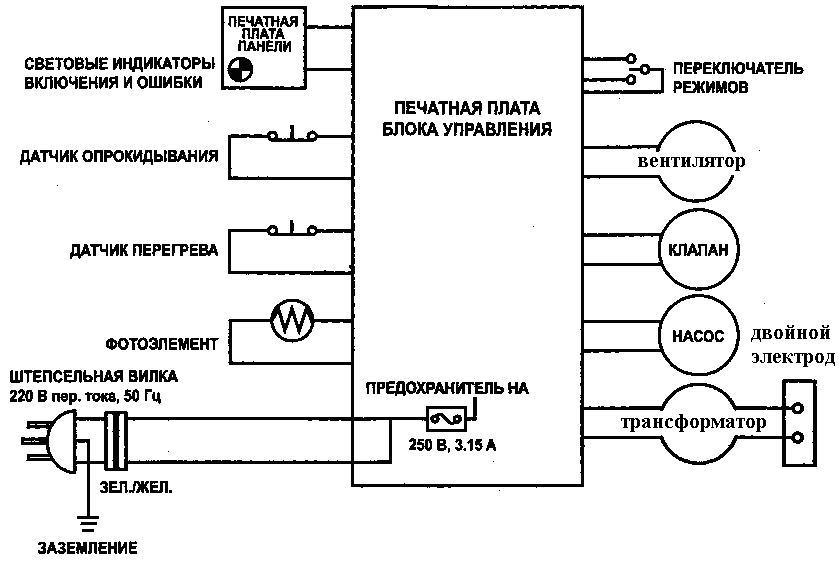 ПЕЧАТНАЯ
ПЛАТА
ПАНЕЛИ
СВЕТОВЫЕ ИНДИКАТОРЫ
ВКЛЮЧЕНИЯ И ОШИБКИ
ДАТЧИК ОПРОКИДЫВАНИЯ
ДАТЧИК ПЕРЕГРЕВА
ФОТОЭЛЕМЕНТ
ШТЕПСЕЛЬНАЯ ВИЛКА
220 В пер. тока, 50 Гц
ЗЕЛ./ЖЕЛ.
ЗАЗЕМЛЕНИЕ
ПЕЧАТНАЯ ПЛАТА
БЛОКА УПРАВЛЕНИЯ
ПРЕДОХРАНИТЕЛЬ НА
250 В, 3.15 А
ПЕРЕКЛЮЧАТЕЛЬ
РЕЖИМОВ
вентилятор
КЛАПАН
НАСОС
двойной
электрод
трансформатор